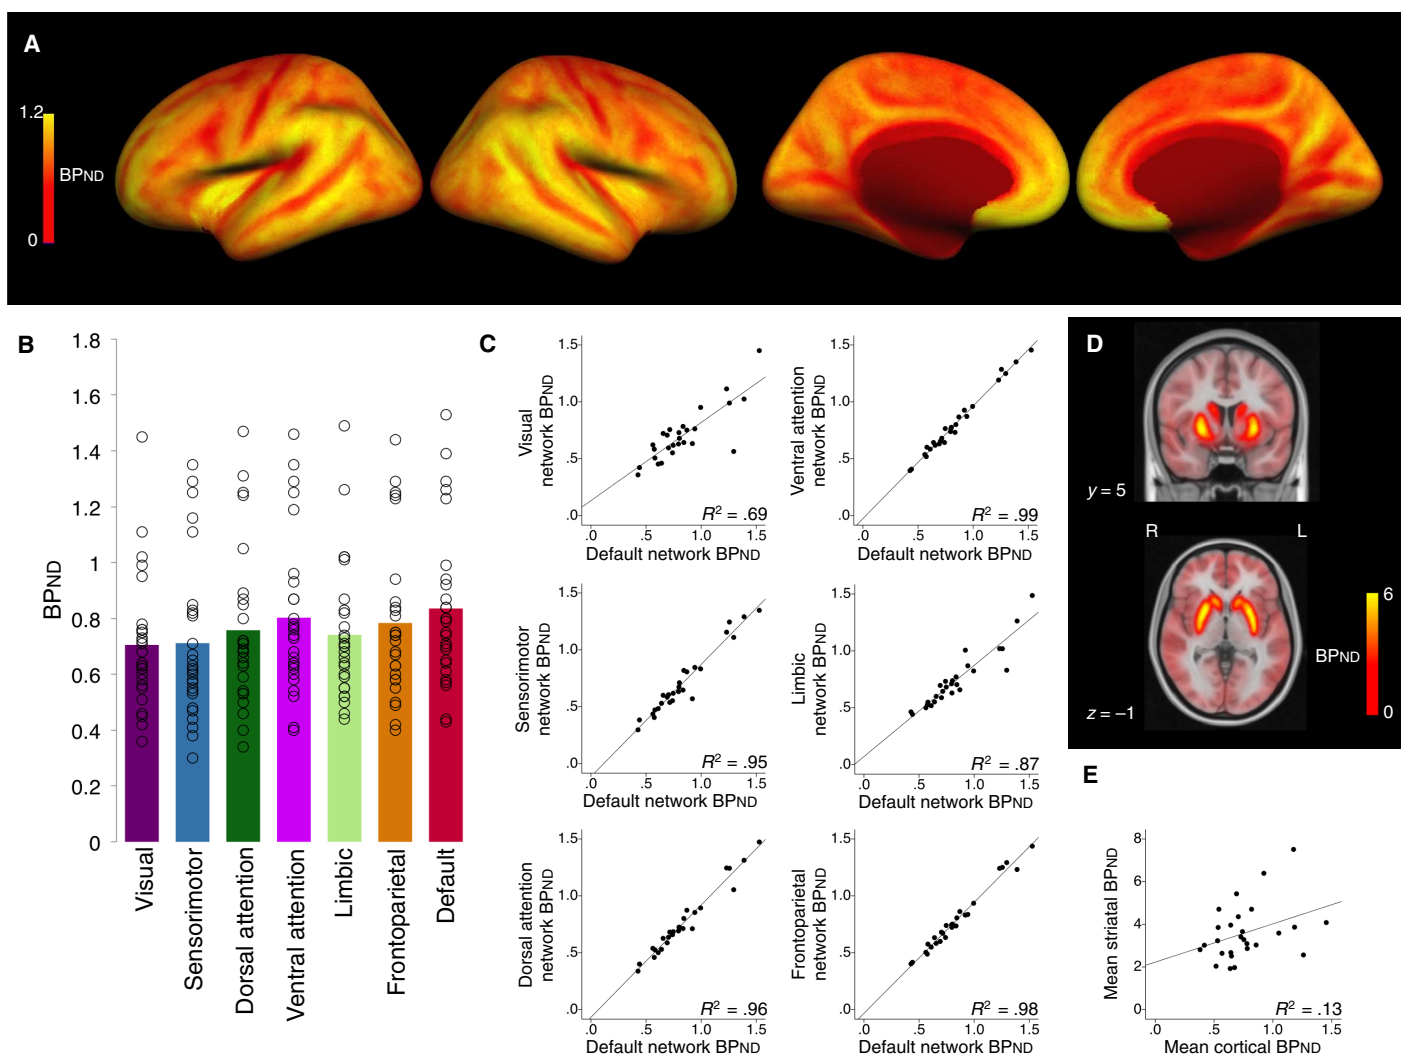 A
1.2
BPND
0
B
BPND
1.8
1.6
1.4
1.2
1
0.8
0.6
0.4
0.2
0
Visual
Sensorimotor
Dorsal attention
Ventral attention
Limbic
Frontoparietal
Default
C
Visual
network BPND
1.5
1.0
.5
.0
R² = .69
.0 .5 1.0 1.5
Default network BPND
Ventral attention
network BPND
1.5
1.0
.5
.0
R² = .99
.0 .5 1.0 1.5
Default network BPND
Sensorimotor
network BPND
1.5
1.0
.5
.0
R² = .95
.0 .5 1.0 1.5
Default network BPND
Limbic
network BPND
1.5
1.0
.5
.0
R² = .87
.0 .5 1.0 1.5
Default network BPND
Dorsal attention
network BPND
1.5
1.0
.5
.0
R² = .96
.0 .5 1.0 1.5
Default network BPND
Frontoparietal
network BPND
1.5
1.0
.5
.0
R² = .98
.0 .5 1.0 1.5
Default network BPND
D
y = 5
R L
z = −1
6
BPND
0
E
Mean striatal BPND
8
6
4
2
0
R² = .13
.0 .5 1.0 1.5
Mean cortical BPND